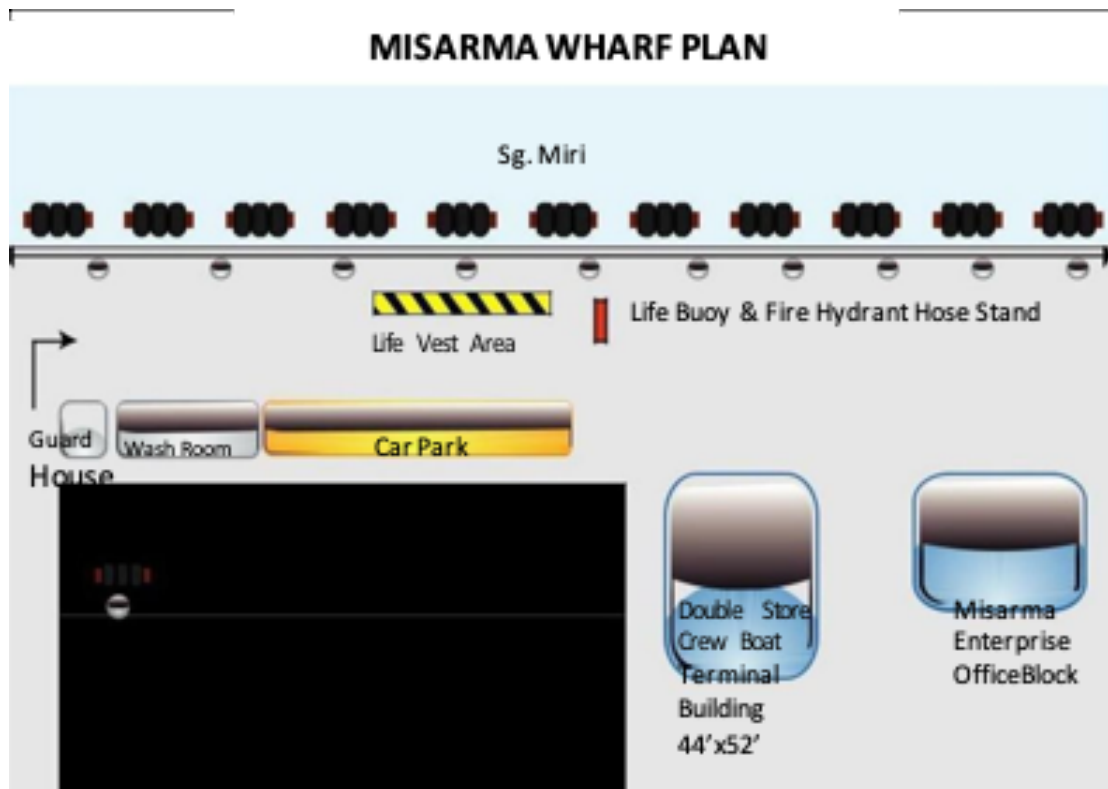 MISARMA WHARF PLAN
Sg. Miri
Life Buoy & Fire Hydrant Hose Stand
Life Vest Area
Guard
House
Wash Room
Car Park
Double Store
Crew Boat
Terminal
Building
44’x52’
Misarma
Enterprise
OfficeBlock